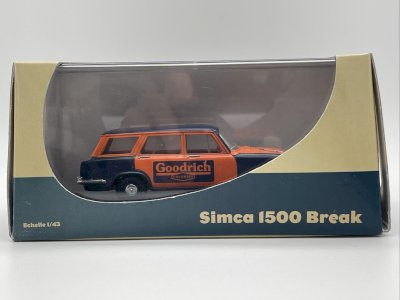 Goodrich
Simca 1500 Break
Echelle 1/43